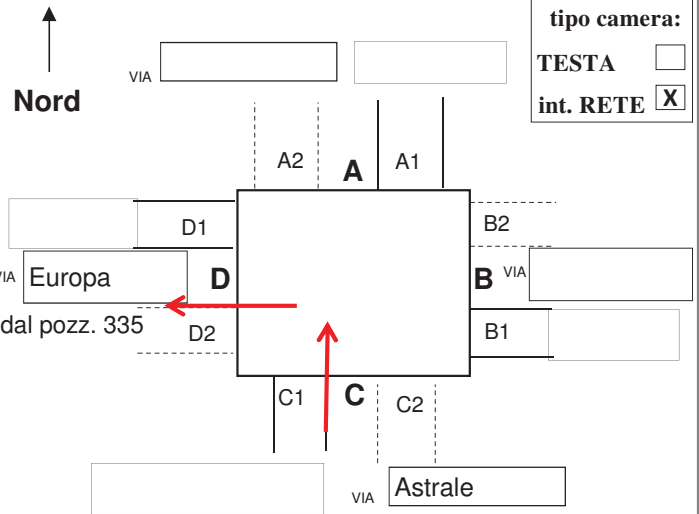 tipo camera:
TESTA
int. RETE X
Nord
VIA
A2
A
A1
D1
B2
VIA Europa
D
B
VIA
dal pozz. 335
D2
B1
C1
C
C2
VIA Astrale